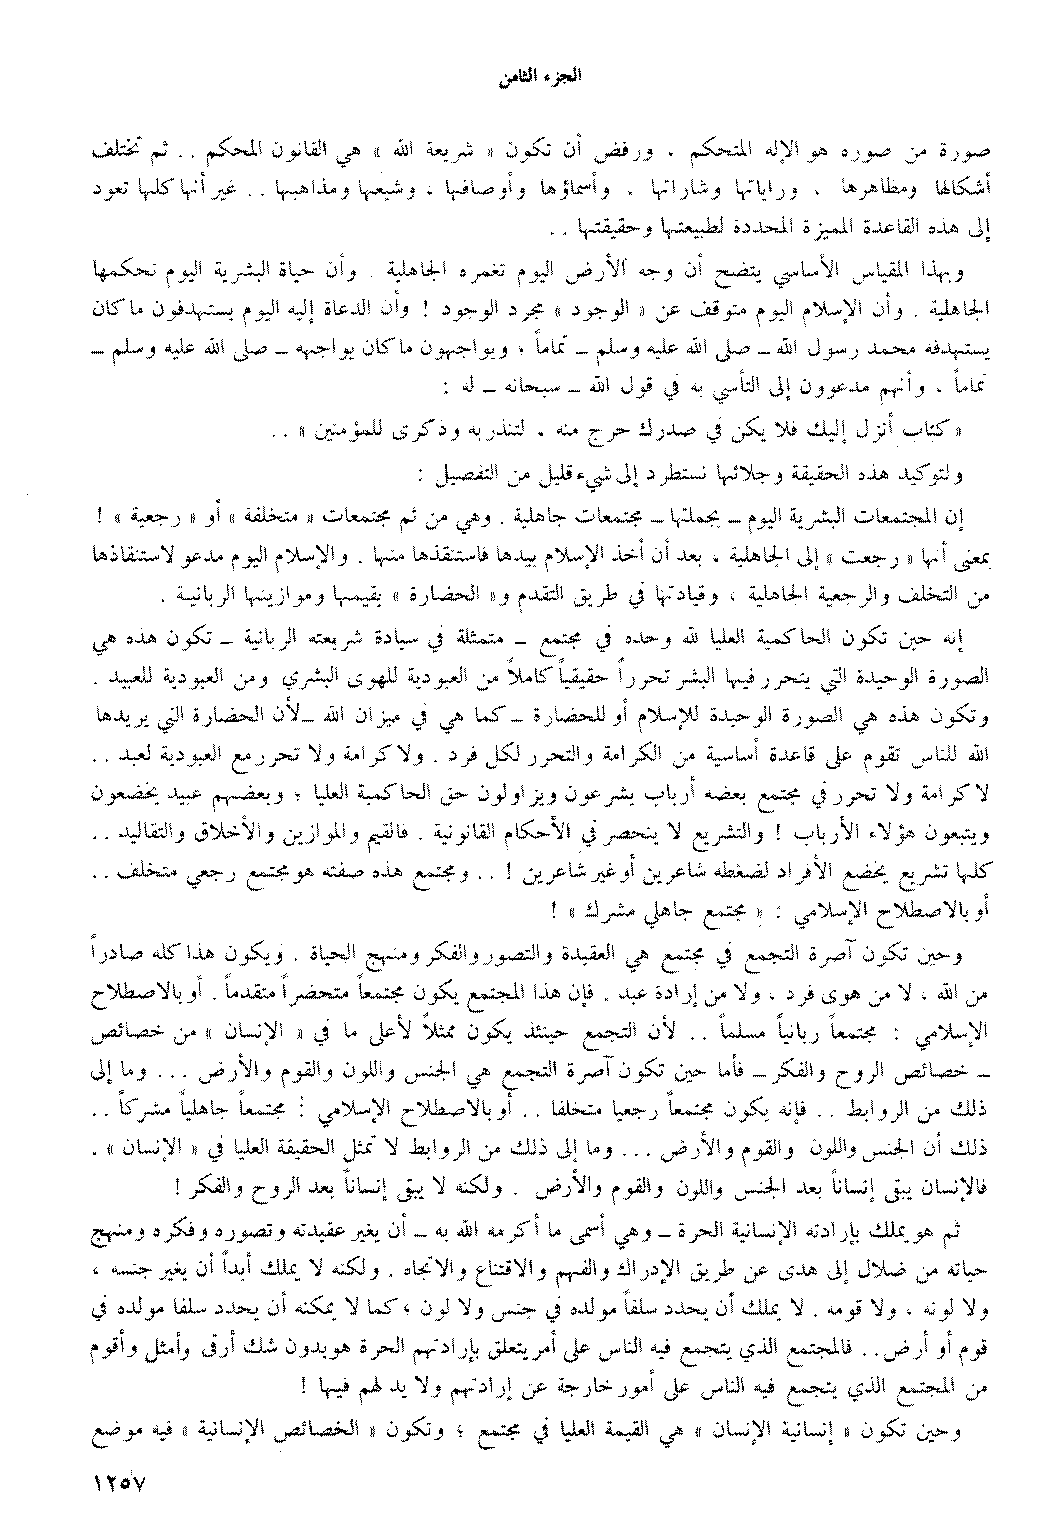 الجزء الثامن
صورة من صوره هو الإله المتحكم ، ورفض أن تكون « شريعة الله » هي القانون المحكم .. ثم تختلف
أشكالها ومظاهرها ، وراياتها وشاراتها ، وأسماؤها وأوصافها ، وشيعها ومذاهبها .. غير أنها كلها تعود
إلى هذه القاعدة المميزة المحددة لطبيعتها وحقيقتها ..
وبهذا المقياس الأساسي يتضح أن وجه الأرض اليوم تغمره الجاهلية . وأن حياة البشرية اليوم تحكمها
الجاهلية . وأن الإسلام اليوم متوقف عن « الوجود » مجرد الوجود ! وأن الدعاة إليه اليوم يستهدفون ما كان
يستهدفه محمد رسول الله – صلى الله عليه وسلم – تماماً ؛ ويواجهون ما كان يواجهه – صلى الله عليه وسلم –
تماماً ، وأنهم مدعوون إلى التأسي به في قول الله – سبحانه – له :
« كتاب أنزل إليك فلا يكن في صدرك حرج منه ، لتنذر به وذكرى للمؤمنين » ..
ولتوكيد هذه الحقيقة وجلائها نستطرد إلى شيء قليل من التفصيل :
إن المجتمعات البشرية اليوم – بجملتها – مجتمعات جاهلية . وهي من ثم مجتمعات « متخلفة » أو « رجعية » !
بمعنى أنها « رجعت » إلى الجاهلية ، بعد أن أخذ الإسلام بيدها فاستنقذها منها . والإسلام اليوم مدعو لاستنقاذها
من التخلف والرجعية الجاهلية ، وقيادتها في طريق التقدم و« الحضارة » بقيمها وموازينها الربانية .
إنه حين تكون الحاكمية العليا لله وحده في مجتمع – متمثلة في سيادة شريعته الربانية – تكون هذه هي
الصورة الوحيدة التي يتحرر فيها البشر تحرراً حقيقياً كاملاً من العبودية للهوى البشري ومن العبودية للعبيد .
وتكون هذه هي الصورة الوحيدة للإسلام أو للحضارة – كما هي في ميزان الله – لأن الحضارة التي يريدها
الله للناس تقوم على قاعدة أساسية من الكرامة والتحرر لكل فرد . ولا كرامة ولا تحرر مع العبودية لعبد ..
لا كرامة ولا تحرر في مجتمع بعضه أرباب يشرعون ويزاولون حق الحاكمية العليا ؛ وبعضهم عبيد يخضعون
ويتبعون هؤلاء الأرباب ! والتشريع لا ينحصر في الأحكام القانونية . فالقيم والموازين والأخلاق والتقاليد ..
كلها تشريع يخضع الأفراد لضغطه شاعرين أو غير شاعرين ! .. ومجتمع هذه صفته هو مجتمع رجعي متخلف ..
أو بالاصطلاح الإسلامي : « مجتمع جاهلي مشرك » !
وحين تكون آصرة التجمع في مجتمع هي العقيدة والتصور والفكر ومنهج الحياة . ويكون هذا كله صادراً
من الله ، لا من هوى فرد ، ولا من إرادة عبد . فإن هذا المجتمع يكون مجتمعاً متحضراً متقدماً . أو بالاصطلاح
الإسلامي : مجتمعاً ربانياً مسلماً .. لأن التجمع حينئذ يكون ممثلاً لأعلى ما في « الإنسان » من خصائص
– خصائص الروح والفكر – فأما حين تكون آصرة التجمع هي الجنس واللون والقوم والأرض ... وما إلى
ذلك من الروابط .. فإنه يكون مجتمعاً رجعيا متخلفا .. أو بالاصطلاح الإسلامي : مجتمعاً جاهلياً مشركاً ..
ذلك أن الجنس واللون والقوم والأرض ... وما إلى ذلك من الروابط لا تمثل الحقيقة العليا في « الإنسان » .
فالإنسان يبقى إنساناً بعد الجنس واللون والقوم والأرض . ولكنه لا يبقى إنساناً بعد الروح والفكر !
ثم هو يملك بإرادته الإنسانية الحرة – وهي أسمى ما أكرمه الله به – أن يغير عقيدته وتصوره وفكره ومنهج
حياته من ضلال إلى هدى عن طريق الإدراك والفهم والاقتناع والاتجاه . ولكنه لا يملك أبداً أن يغير جنسه ،
ولا لونه ، ولا قومه . لا يملك أن يحدد سلفاً مولده في جنس ولا لون ؛ كما لا يمكنه أن يحدد سلفا مولده في
قوم أو أرض .. فالمجتمع الذي يتجمع فيه الناس على أمر يتعلق بإرادتهم الحرة هو بدون شك أرقى وأمثل وأقوم
من المجتمع الذي يتجمع فيه الناس على أمور خارجة عن إرادتهم ولا يد لهم فيها !
وحين تكون « إنسانية الإنسان » هي القيمة العليا في مجتمع ؛ وتكون « الخصائص الإنسانية » فيه موضع
١٢٥٧